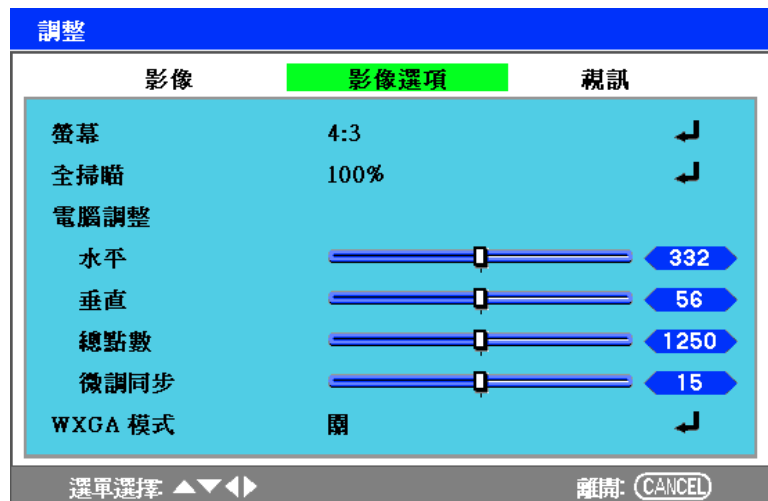 調整
影像 影像選項 視訊
螢幕 4:3
全掃瞄 100%
電腦調整
水平 332
垂直 56
總點數 1250
微調同步 15
WXGA 模式 關
選單選擇: ▲▼◀▶ 離開: CANCEL